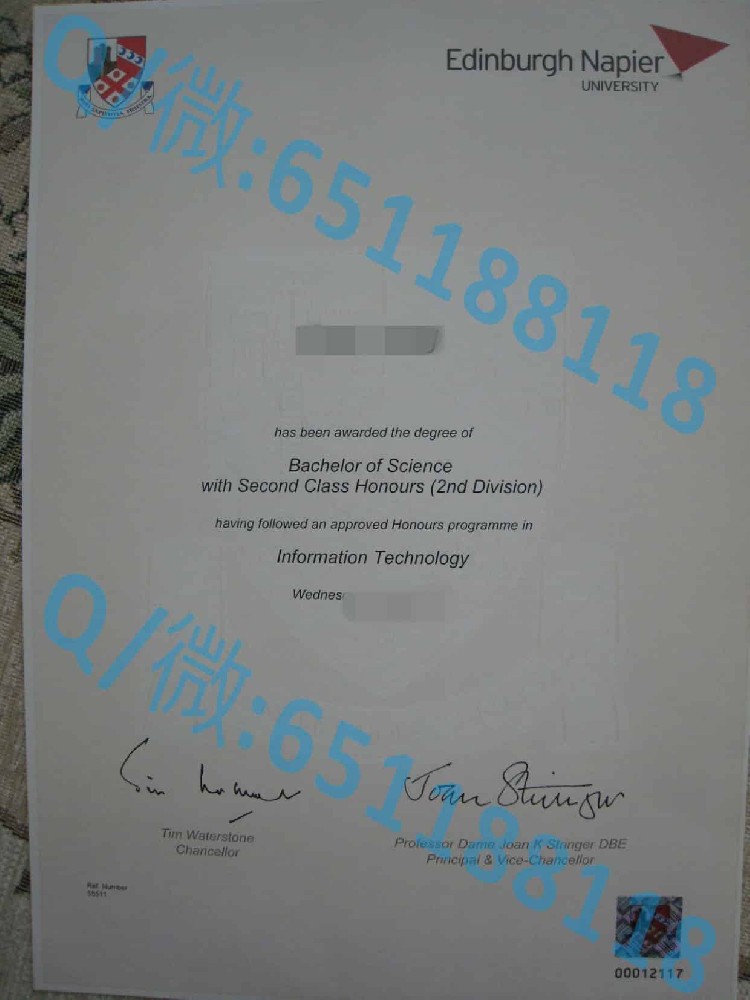 Edinburgh Napier
UNIVERSITY
Q/微:651188118
has been awarded the degree of
Bachelor of Science
with Second Class Honours (2nd Division)
having followed an approved Honours programme in
Information Technology
Wednes
Q/微:651188118
Tim Waterstone
Chancellor
Professor Dame Joan K Stringer DBE
Principal & Vice-Chancellor
Ref. Number
00012117